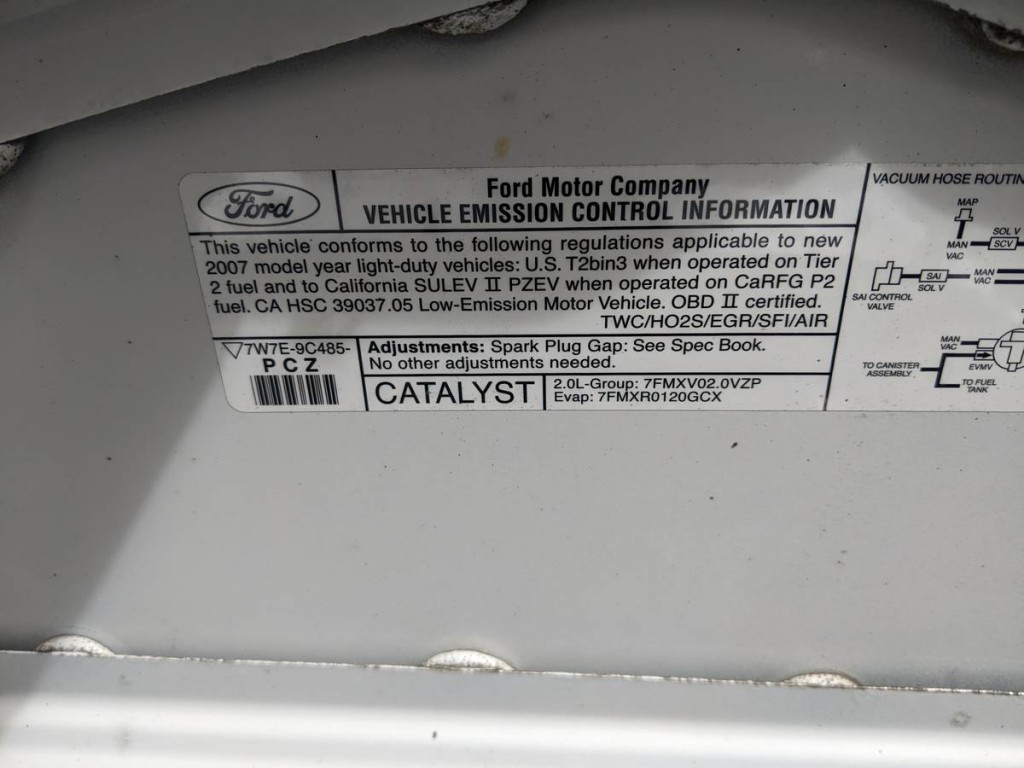 Ford
Ford Motor Company
VEHICLE EMISSION CONTROL INFORMATION
This vehicle conforms to the following regulations applicable to new
2007 model year light-duty vehicles: U.S. T2bin3 when operated on Tier
2 fuel and to California SULEV II PZEV when operated on CaRFG P2
fuel. CA HSC 39037.05 Low-Emission Motor Vehicle. OBD II certified.
TWC/HO2S/EGR/SFI/AIR
7W7E-9C485-
PCZ
Adjustments: Spark Plug Gap: See Spec Book.
No other adjustments needed.
CATALYST
2.0L-Group: 7FMXV02.0VZP
Evap: 7FMXR0120GCX
VACUUM HOSE ROUTIN
MAP
MAN
VAC
SOL V
SCV
SAI CONTROL
VALVE
SAI
SOL V
MAN
VAC
MAN
VAC
EVMV
TO CANISTER
ASSEMBLY
TO FUEL
TANK